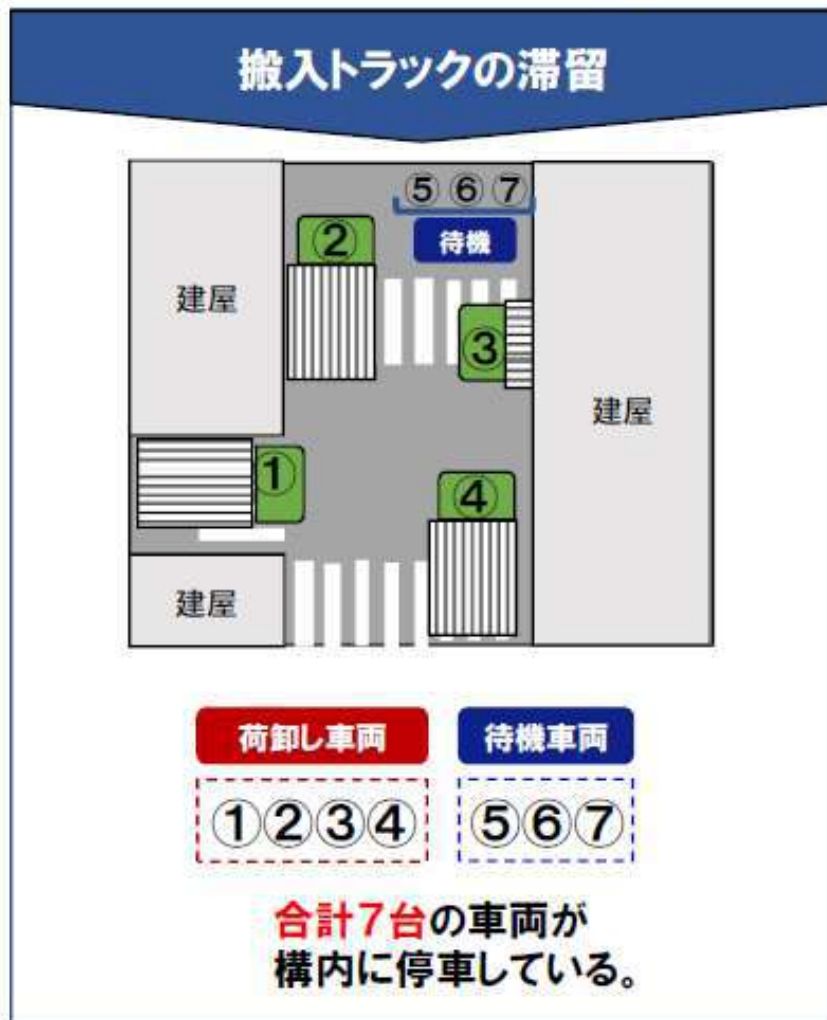 搬入トラックの滞留
⑤⑥⑦
待機
②
建屋
③
建屋
①
④
建屋
荷卸し車両
待機車両
①②③④
⑤⑥⑦
合計7台の車両が
構内に停車している。